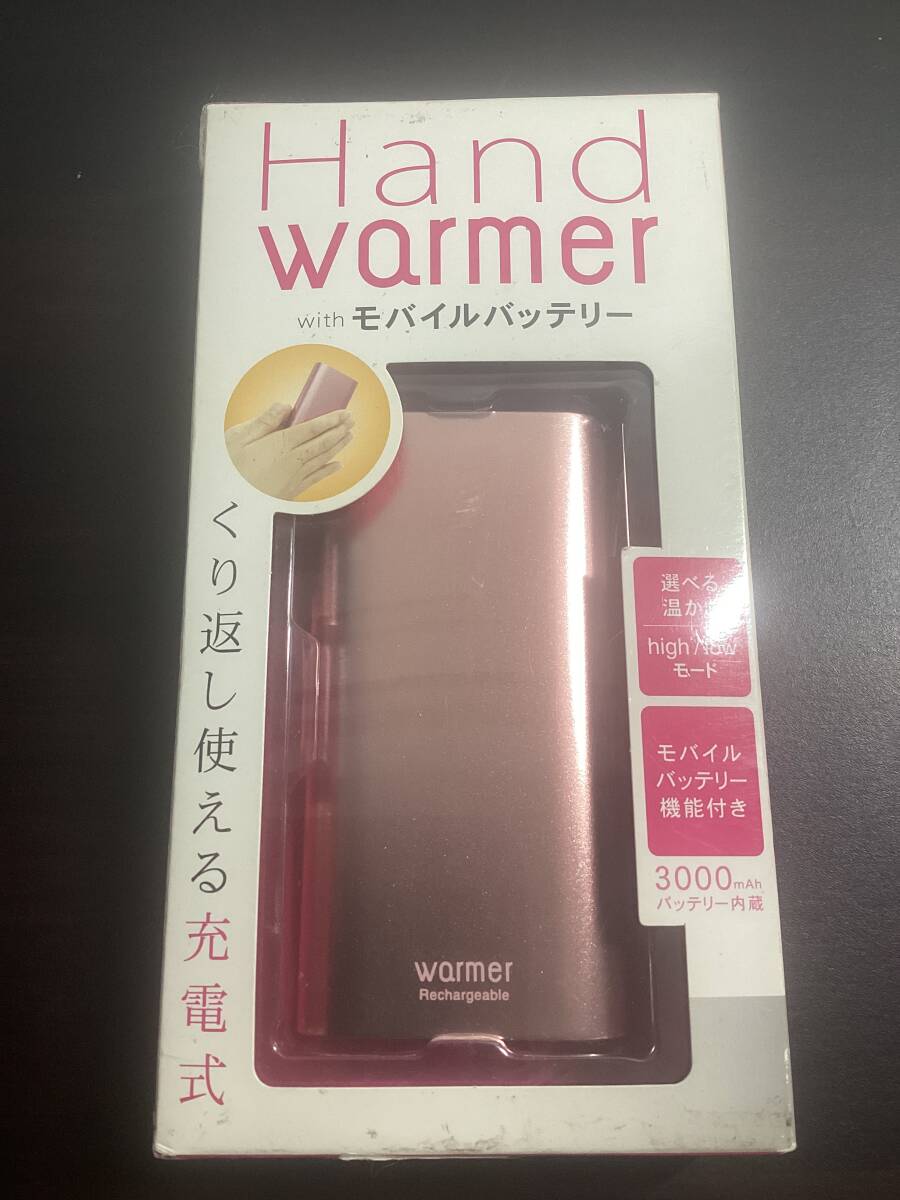 Hand
warmer
with モバイルバッテリー
くり返し使える充電式
選べる
温か
high/low
モード
モバイル
バッテリー
機能付き
3000mAh
バッテリー内蔵
warmer
Rechargeable